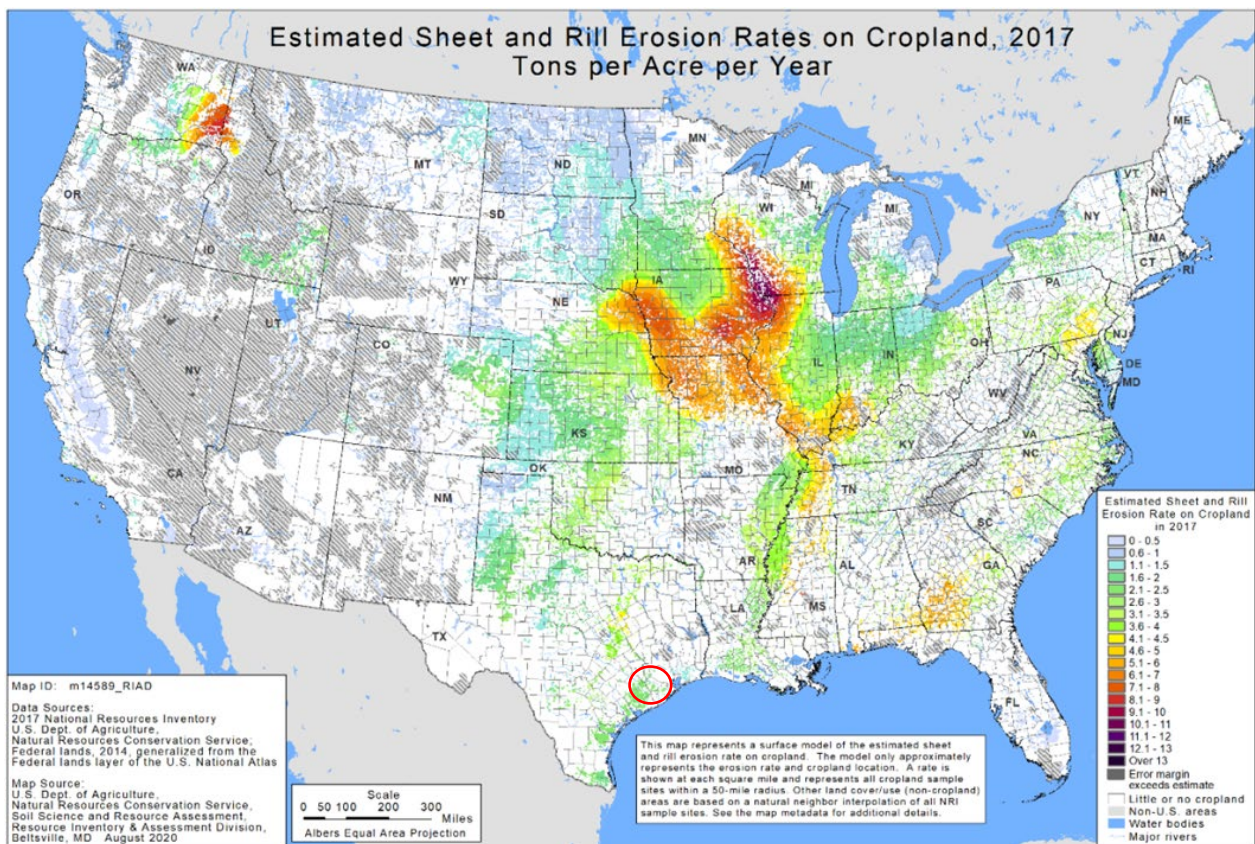 Estimated Sheet and Rill Erosion Rates on Cropland, 2017
Tons per Acre per Year
WA
OR
ID
MT
ND
SD
WY
NV
UT
CO
CA
AZ
NM
NE
KS
OK
TX
MN
IA
MO
AR
LA
WI
MI
MI
IL
IN
OH
KY
TN
MS
AL
GA
FL
SC
NC
VA
WV
PA
NY
VT
NH
ME
MA
CT
RI
NJ
DE
MD
Map ID: m14589_RIAD
Data Sources:
2017 National Resources Inventory
U.S. Dept. of Agriculture,
Natural Resources Conservation Service;
Federal lands, 2014, generalized from the
Federal lands layer of the U.S. National Atlas
Map Source:
U.S. Dept. of Agriculture,
Natural Resources Conservation Service,
Soil Science and Resource Assessment,
Resource Inventory & Assessment Division,
Beltsville, MD August 2020
Scale
0 50 100 200 300
Miles
Albers Equal Area Projection
This map represents a surface model of the estimated sheet
and rill erosion rate on cropland. The model only approximately
represents the erosion rate and cropland location. A rate is
shown at each square mile and represents all cropland sample
sites within a 50-mile radius. Other land cover/use (non-cropland)
areas are based on a natural neighbor interpolation of all NRI
sample sites. See the map metadata for additional details.
Estimated Sheet and Rill
Erosion Rate on Cropland
in 2017
0 - 0.5
0.6 - 1
1.1 - 1.5
1.6 - 2
2.1 - 2.5
2.6 - 3
3.1 - 3.5
3.6 - 4
4.1 - 4.5
4.6 - 5
5.1 - 6
6.1 - 7
7.1 - 8
8.1 - 9
9.1 - 10
10.1 - 11
11.1 - 12
12.1 - 13
Over 13
Error margin
exceeds estimate
Little or no cropland
Non-U.S. areas
Water bodies
Major rivers